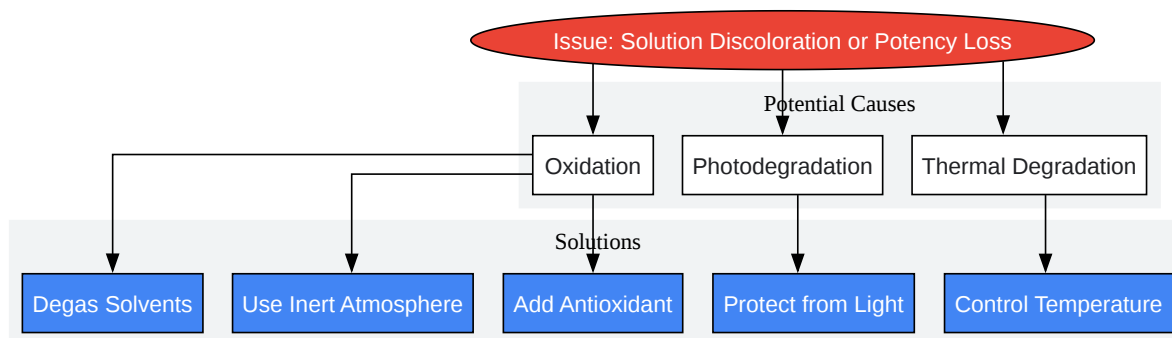 Issue: Solution Discoloration or Potency Loss
Potential Causes
Oxidation
Photodegradation
Thermal Degradation
Solutions
Degas Solvents
Use Inert Atmosphere
Add Antioxidant
Protect from Light
Control Temperature